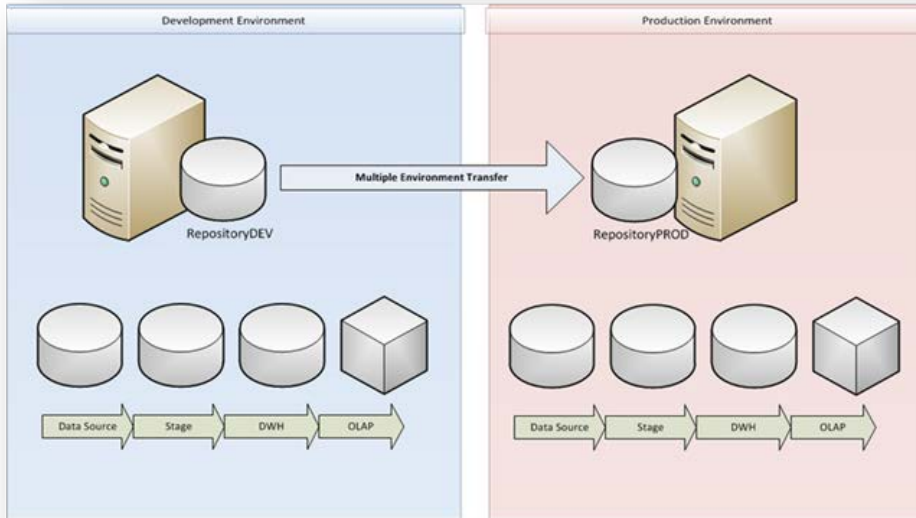 Development Environment
Production Environment
Multiple Environment Transfer
RepositoryDEV
RepositoryPROD
Data Source
Stage
DWH
OLAP
Data Source
Stage
DWH
OLAP